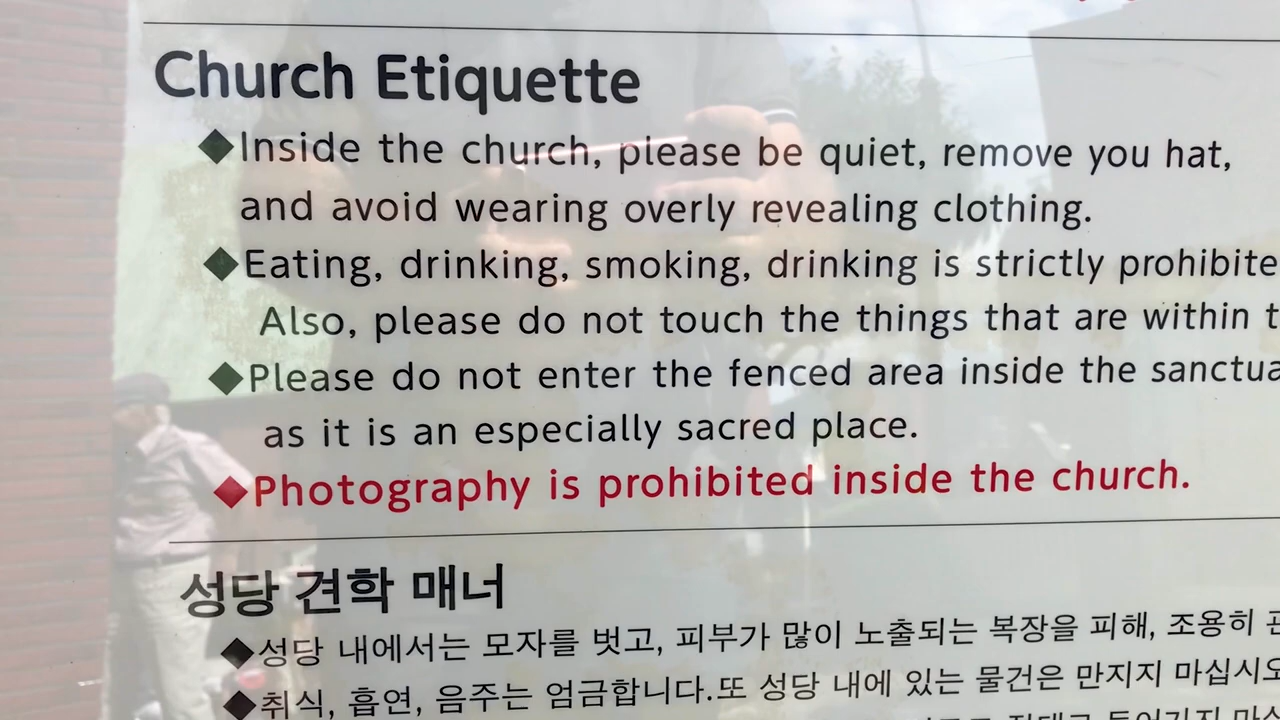 Church Etiquette
◆Inside the church, please be quiet, remove you hat,
and avoid wearing overly revealing clothing.
◆Eating, drinking, smoking, drinking is strictly prohibite
Also, please do not touch the things that are within t
◆Please do not enter the fenced area inside the sanctua
as it is an especially sacred place.
◆Photography is prohibited inside the church.
성당 견학 매너
◆성당 내에서는 모자를 벗고, 피부가 많이 노출되는 복장을 피해, 조용히
◆취식, 흡연, 음주는 엄금합니다.또 성당 내에 있는 물건은 만지지 마십시오